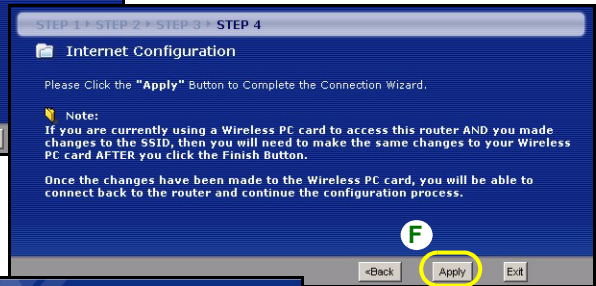 STEP 1 ▸ STEP 2 ▸ STEP 3 ▸ STEP 4
Internet Configuration
Please Click the "Apply" Button to Complete the Connection Wizard.
Note:
If you are currently using a Wireless PC card to access this router AND you made
changes to the SSID, then you will need to make the same changes to your Wireless
PC card AFTER you click the Finish Button.
Once the changes have been made to the Wireless PC card, you will be able to
connect back to the router and continue the configuration process.
F
<Back Apply Exit